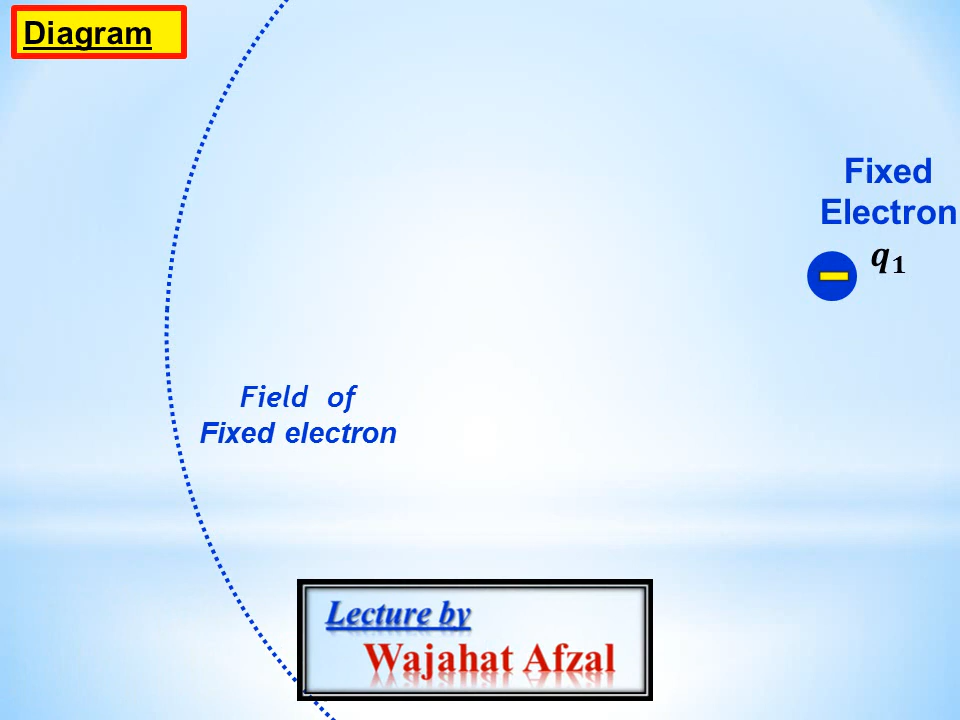 Diagram
Fixed
Electron
q₁
Field of
Fixed electron
Lecture by
Wajahat Afzal